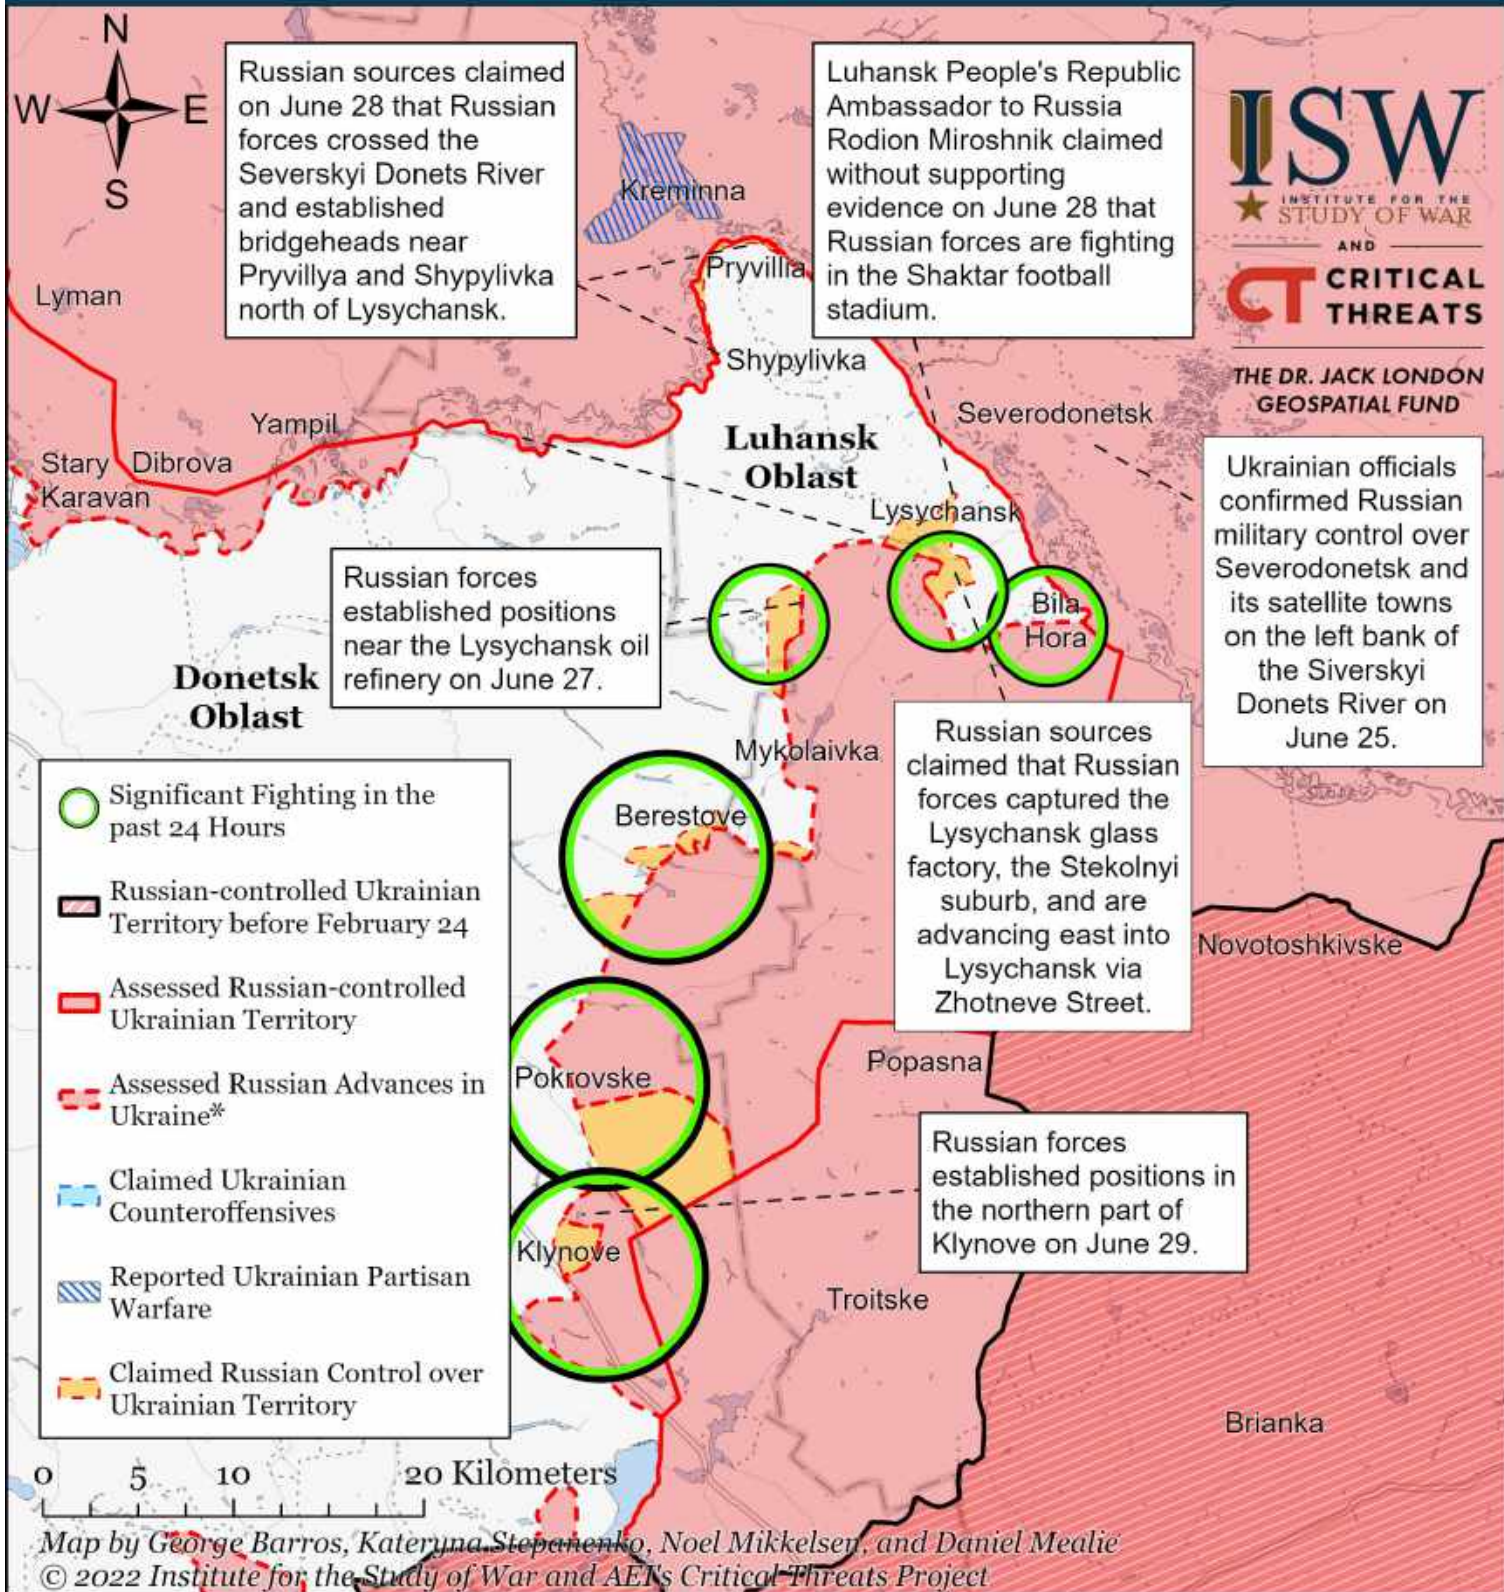 N
W
E
S
Russian sources claimed
on June 28 that Russian
forces crossed the
Severskyi Donets River
and established
bridgeheads near
Pryvillya and Shypylivka
north of Lysychansk.
Luhansk People's Republic
Ambassador to Russia
Rodion Miroshnik claimed
without supporting
evidence on June 28 that
Russian forces are fighting
in the Shaktar football
stadium.
ISW
INSTITUTE FOR THE
STUDY OF WAR
AND
CT CRITICAL
THREATS
THE DR. JACK LONDON
GEOSPATIAL FUND
Kreminna
Pryvillia
Lyman
Shypylivka
Severodonetsk
Yampil
Luhansk
Oblast
Stary
Karavan
Dibrova
Lysychansk
Ukrainian officials
confirmed Russian
military control over
Severodonetsk and
its satellite towns
on the left bank of
the Siverskyi
Donets River on
June 25.
Russian forces
established positions
near the Lysychansk oil
refinery on June 27.
Bila
Hora
Donetsk
Oblast
Mykolaivka
Russian sources
claimed that Russian
forces captured the
Lysychansk glass
factory, the Stekolnyi
suburb, and are
advancing east into
Lysychansk via
Zhotneve Street.
Berestove
Novotoshkivske
Popasna
Pokrovske
Russian forces
established positions in
the northern part of
Klynove on June 29.
Klynove
Troitske
Brianka
Significant Fighting in the
past 24 Hours
Russian-controlled Ukrainian
Territory before February 24
Assessed Russian-controlled
Ukrainian Territory
Assessed Russian Advances in
Ukraine*
Claimed Ukrainian
Counteroffensives
Reported Ukrainian Partisan
Warfare
Claimed Russian Control over
Ukrainian Territory
0 5 10 20 Kilometers
Map by George Barros, Kateryna Stepanenko, Noel Mikkelsen, and Daniel Mealie
© 2022 Institute for the Study of War and AEI's Critical Threats Project